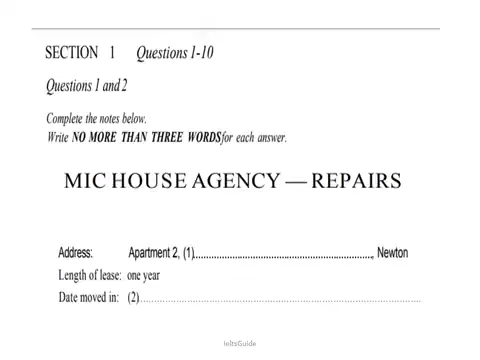 SECTION 1 Questions 1-10
Questions 1 and 2
Complete the notes below.
Write NO MORE THAN THREE WORDS for each answer.
MIC HOUSE AGENCY — REPAIRS
Address: Apartment 2, (1)..............................................................., Newton
Length of lease: one year
Date moved in: (2)...............................................................................................
IeltsGuide